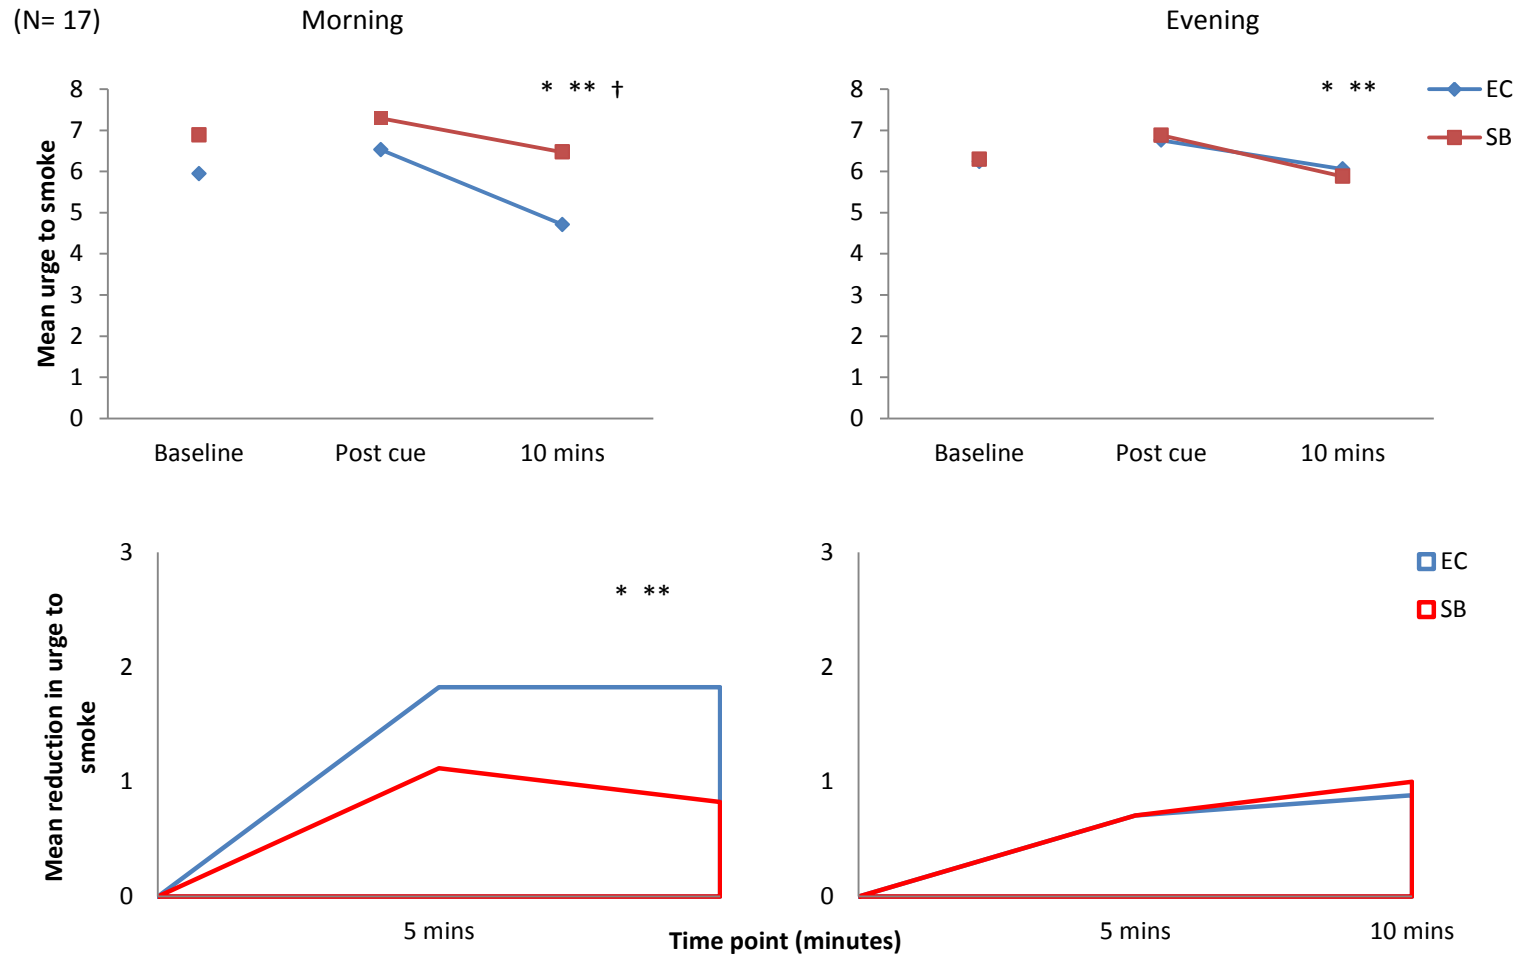 (N= 17)
Morning
Evening
Mean urge to smoke
8
7
6
5
4
3
2
1
0
* ** †
Baseline
Post cue
10 mins
8
7
6
5
4
3
2
1
0
* **
Baseline
Post cue
10 mins
EC
SB
Mean reduction in urge to
smoke
3
2
1
0
* **
5 mins
3
2
1
0
5 mins
10 mins
EC
SB
Time point (minutes)